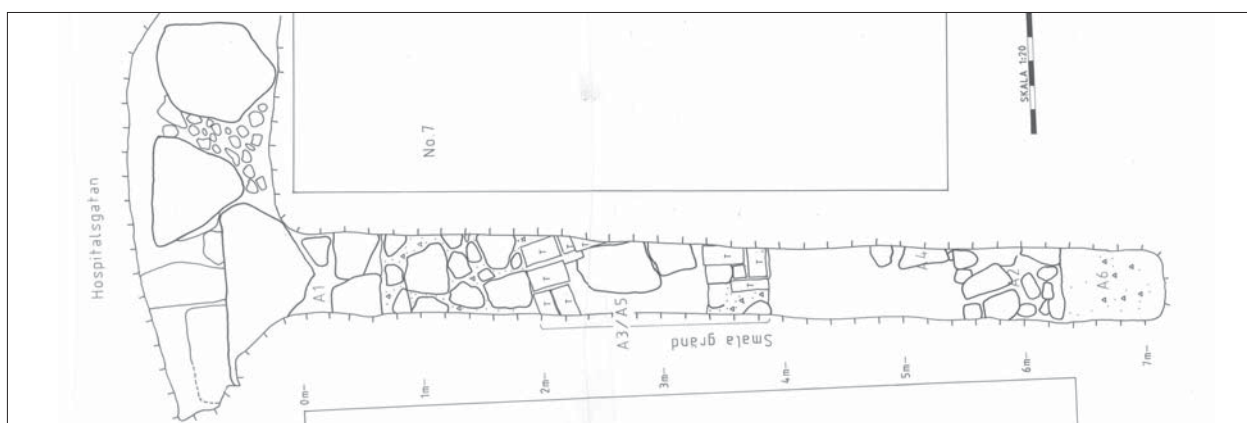 Hospitalsgatan
No.7
SKALA 1:20
A1
A3/A5
A4
A2
A6
Smala gränd
0m
1m
2m
3m
4m
5m
6m
7m
T
T
T
T
T
T
T
T